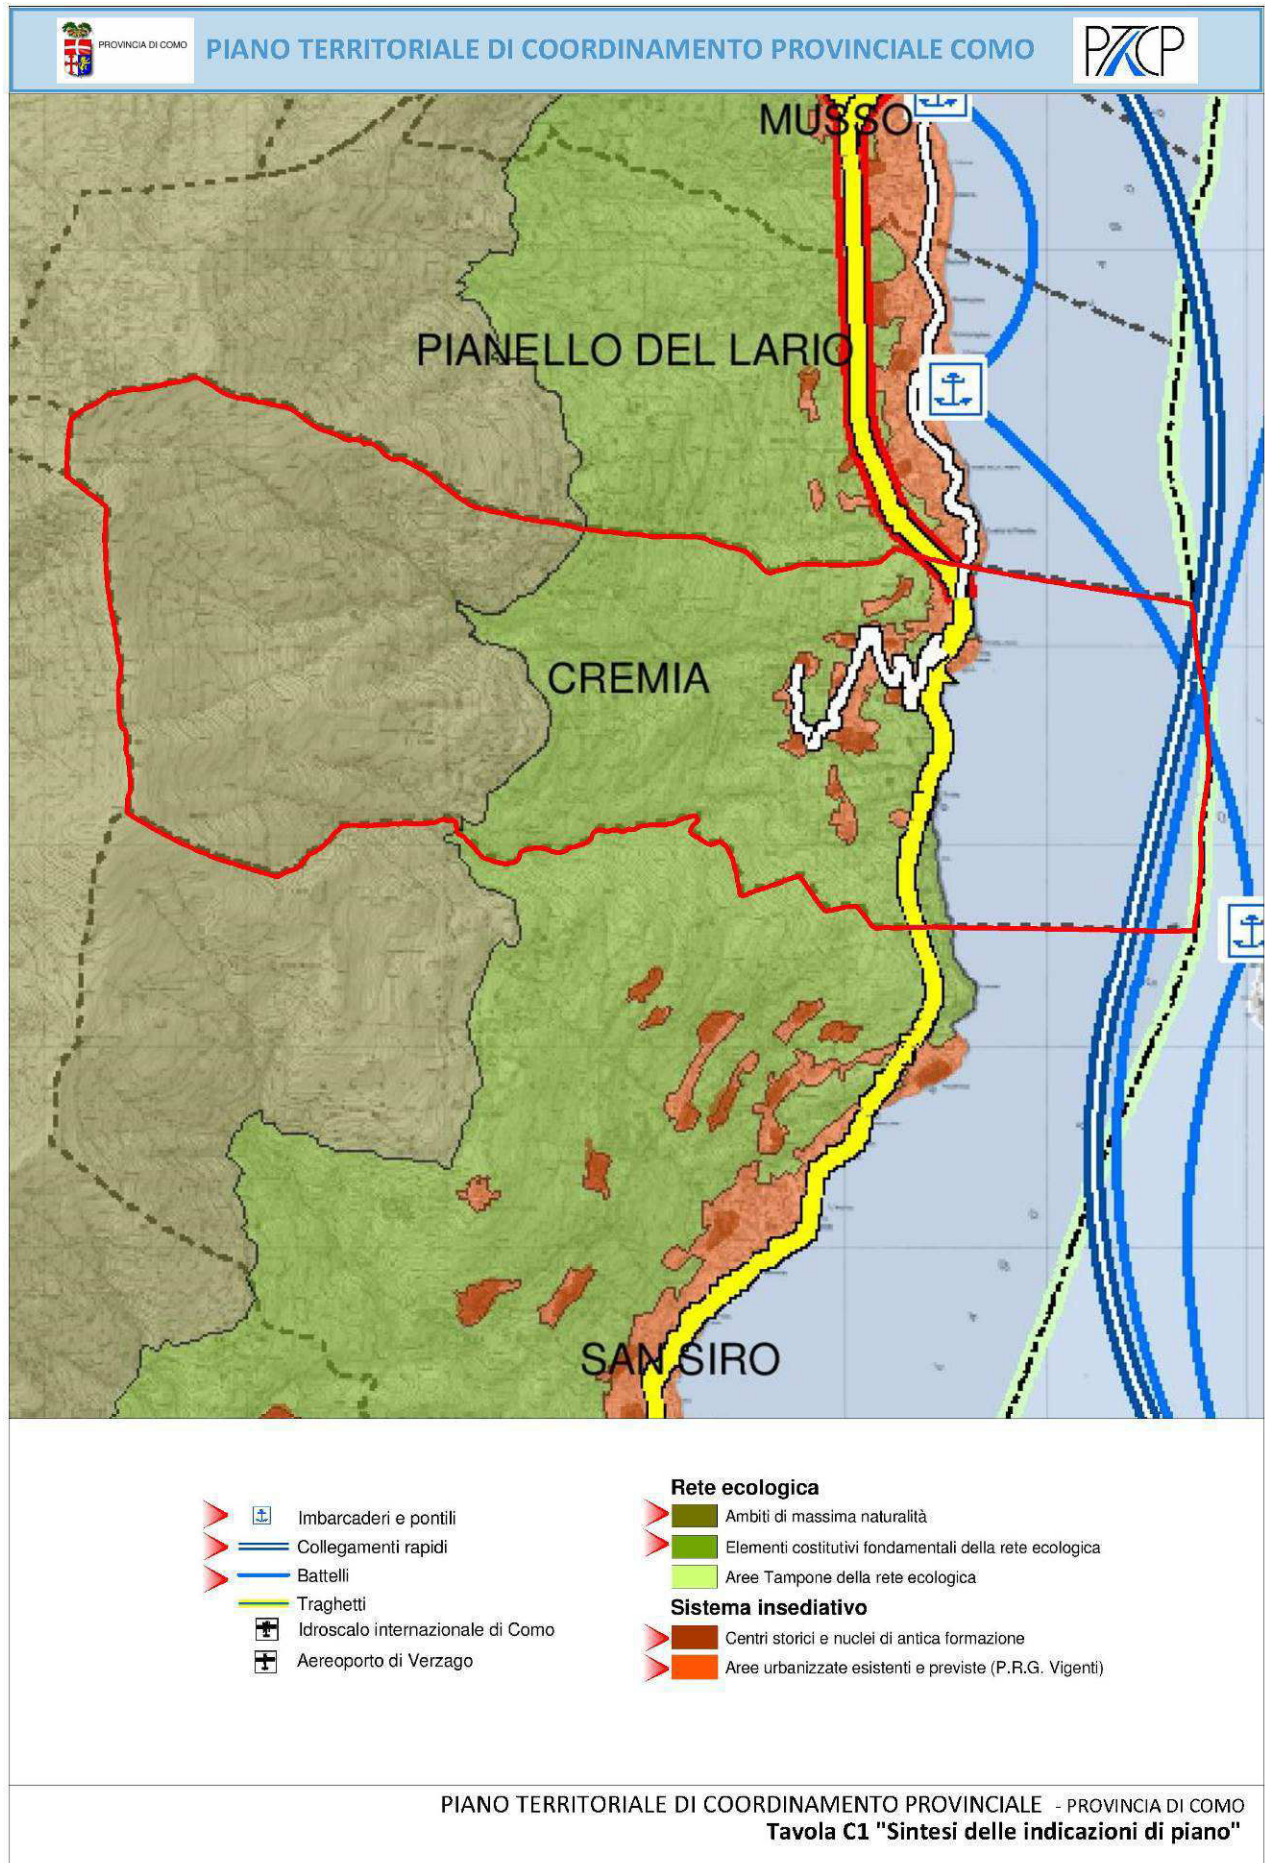 PROVINCIA DI COMO
PIANO TERRITORIALE DI COORDINAMENTO PROVINCIALE COMO
PTCP
MUSSO
PIANELLO DEL LARIO
CREMIA
SAN SIRO
Imbarcaderi e pontili
Collegamenti rapidi
Battelli
Traghetti
Idroscalo internazionale di Como
Aereoporto di Verzago
Rete ecologica
Ambiti di massima naturalità
Elementi costitutivi fondamentali della rete ecologica
Aree Tampone della rete ecologica
Sistema insediativo
Centri storici e nuclei di antica formazione
Aree urbanizzate esistenti e previste (P.R.G. Vigenti)
PIANO TERRITORIALE DI COORDINAMENTO PROVINCIALE - PROVINCIA DI COMO
Tavola C1 "Sintesi delle indicazioni di piano"